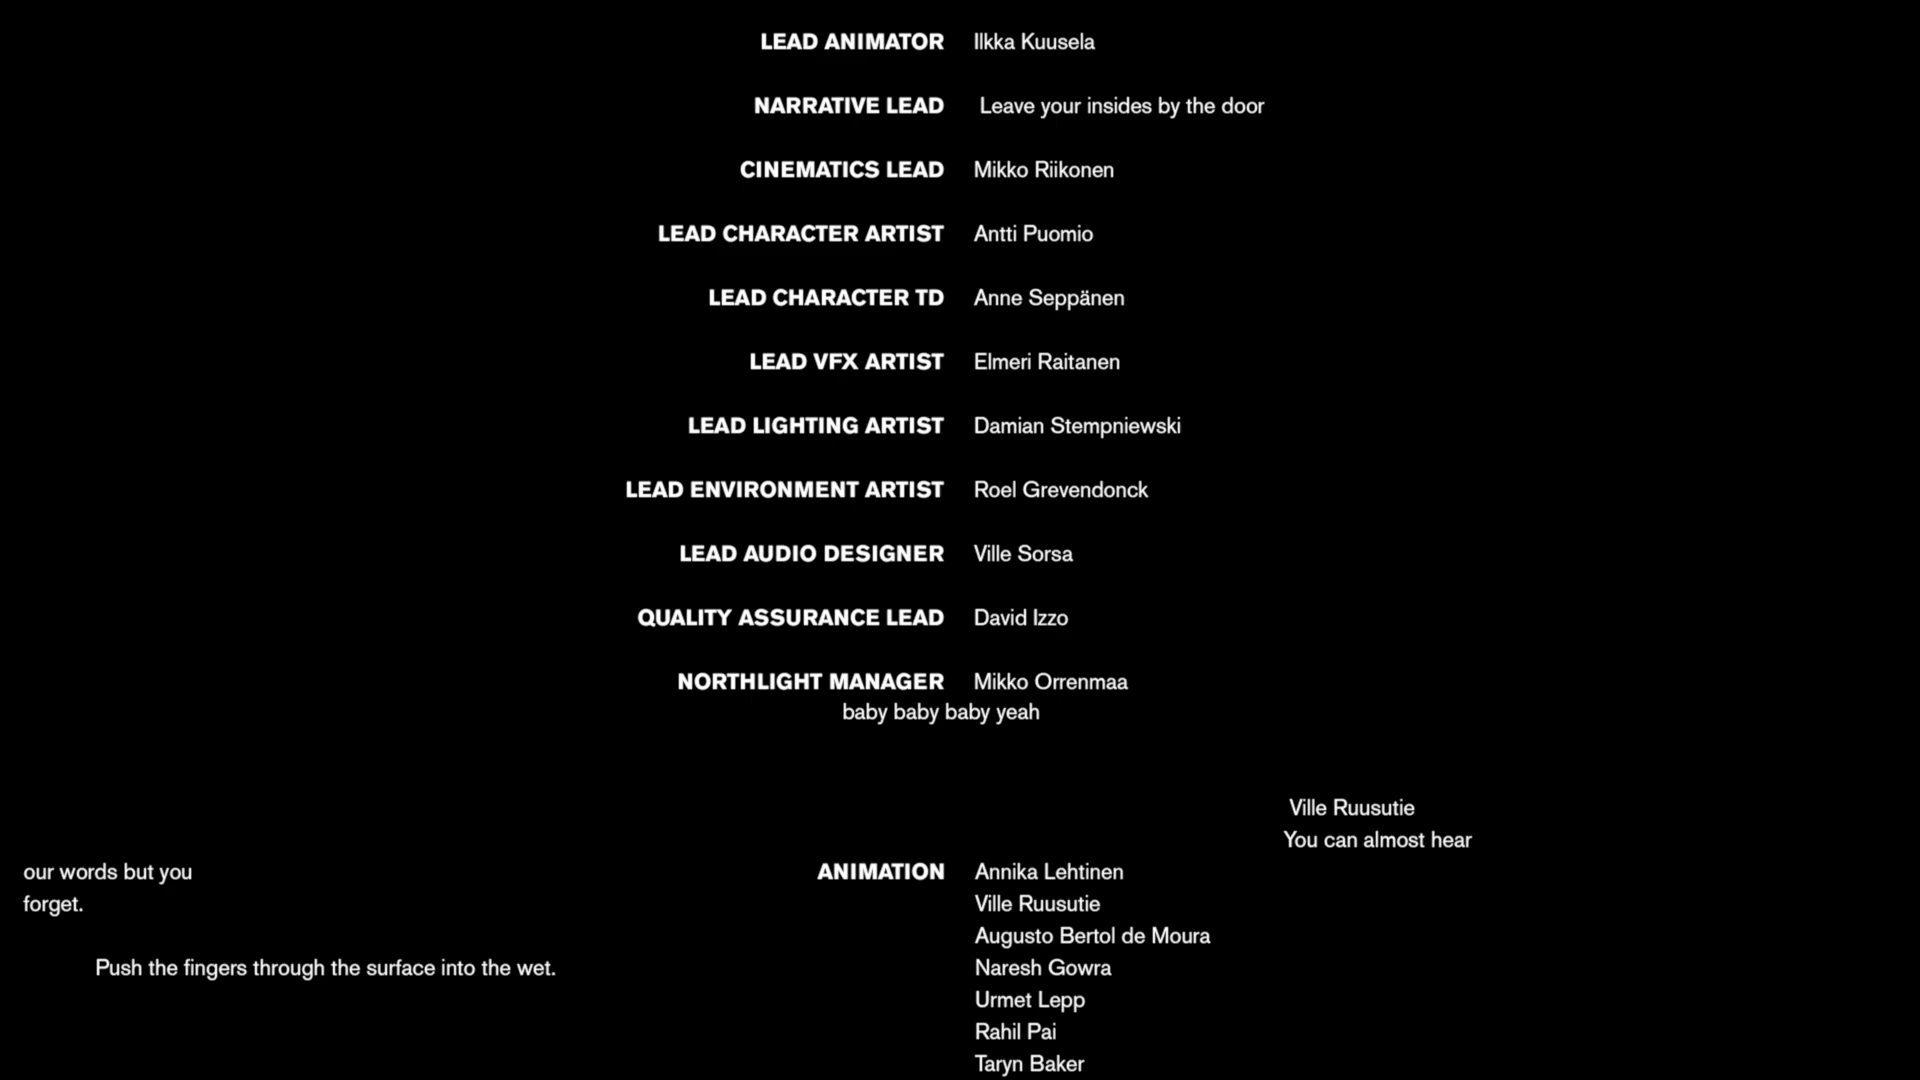 LEAD ANIMATOR Ilkka Kuusela
NARRATIVE LEAD Leave your insides by the door
CINEMATICS LEAD Mikko Riikonen
LEAD CHARACTER ARTIST Antti Puomio
LEAD CHARACTER TD Anne Seppänen
LEAD VFX ARTIST Elmeri Raitanen
LEAD LIGHTING ARTIST Damian Stempniewski
LEAD ENVIRONMENT ARTIST Roel Grevendonck
LEAD AUDIO DESIGNER Ville Sorsa
QUALITY ASSURANCE LEAD David Izzo
NORTHLIGHT MANAGER Mikko Orrenmaa
baby baby baby yeah
Ville Ruusutie
You can almost hear
our words but you
forget.
Push the fingers through the surface into the wet.
ANIMATION Annika Lehtinen
Ville Ruusutie
Augusto Bertol de Moura
Naresh Gowra
Urmet Lepp
Rahil Pai
Taryn Baker